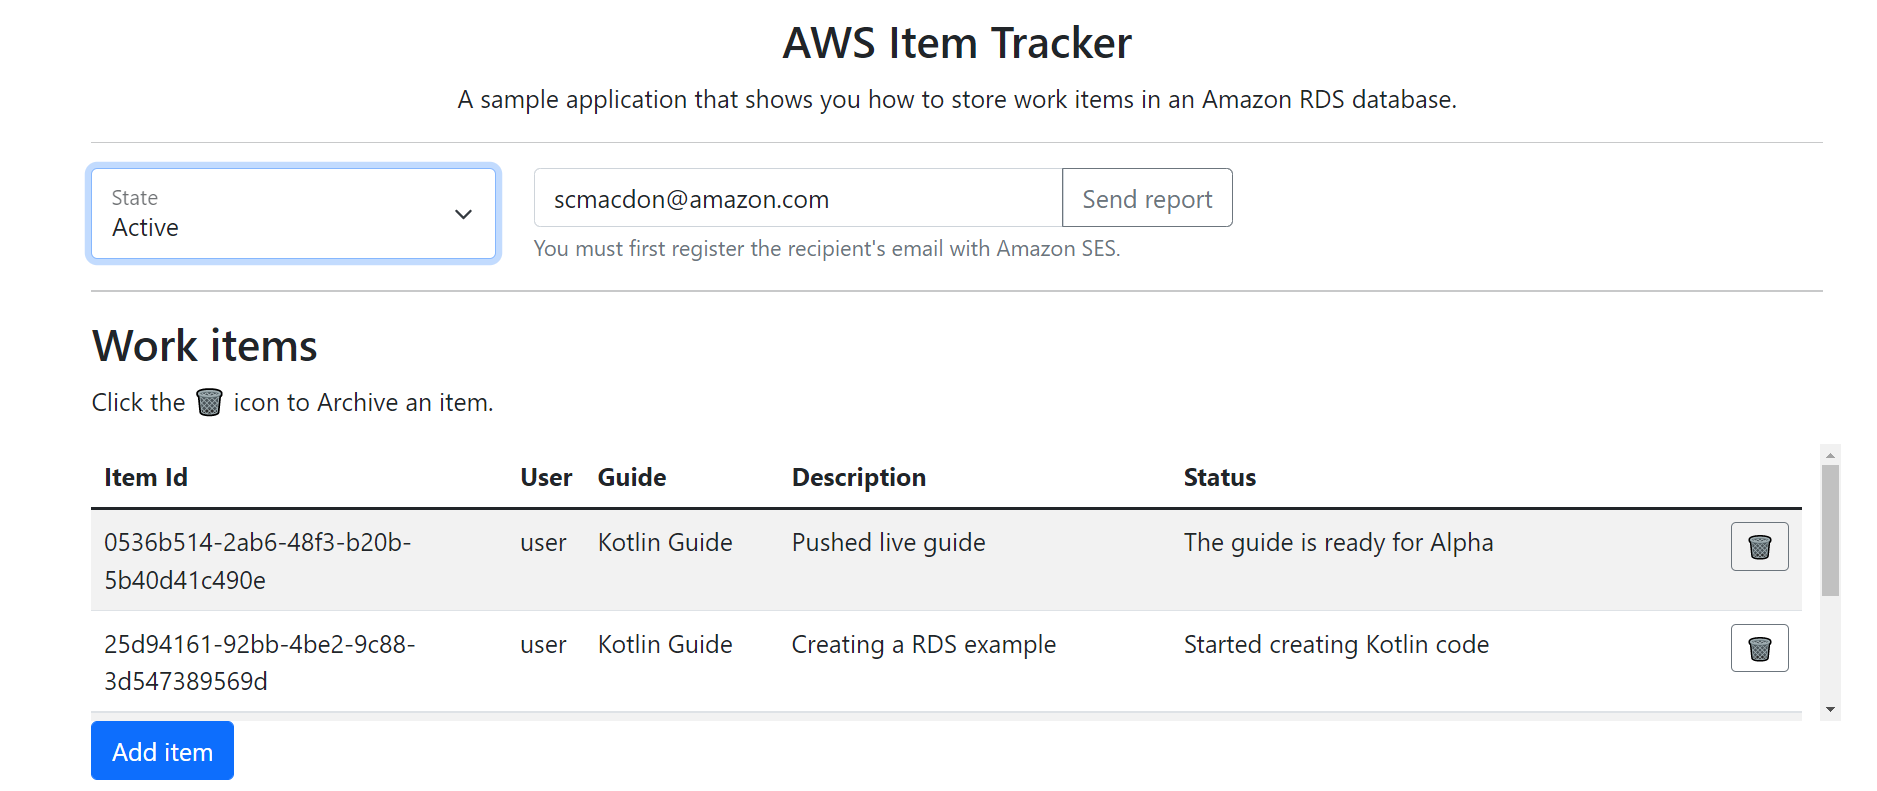 AWS Item Tracker
A sample application that shows you how to store work items in an Amazon RDS database.
State
Active
scmacdon@amazon.com
Send report
You must first register the recipient's email with Amazon SES.
Work items
Click the icon to Archive an item.
Item Id User Guide Description Status
0536b514-2ab6-48f3-b20b- user Kotlin Guide Pushed live guide The guide is ready for Alpha
5b40d41c490e
25d94161-92bb-4be2-9c88- user Kotlin Guide Creating a RDS example Started creating Kotlin code
3d547389569d
Add item